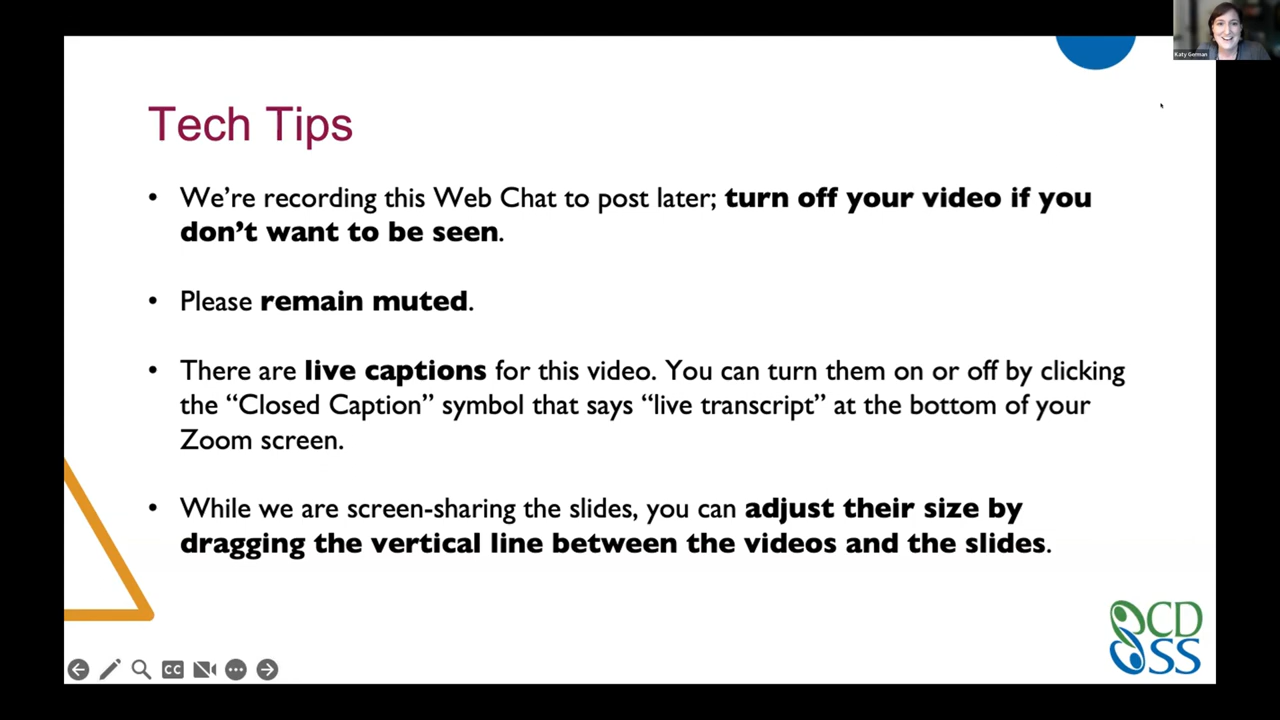 Katy German
Tech Tips
• We’re recording this Web Chat to post later; turn off your video if you
don’t want to be seen.
• Please remain muted.
• There are live captions for this video. You can turn them on or off by clicking
the “Closed Caption” symbol that says “live transcript” at the bottom of your
Zoom screen.
• While we are screen-sharing the slides, you can adjust their size by
dragging the vertical line between the videos and the slides.
CD
SS
CC